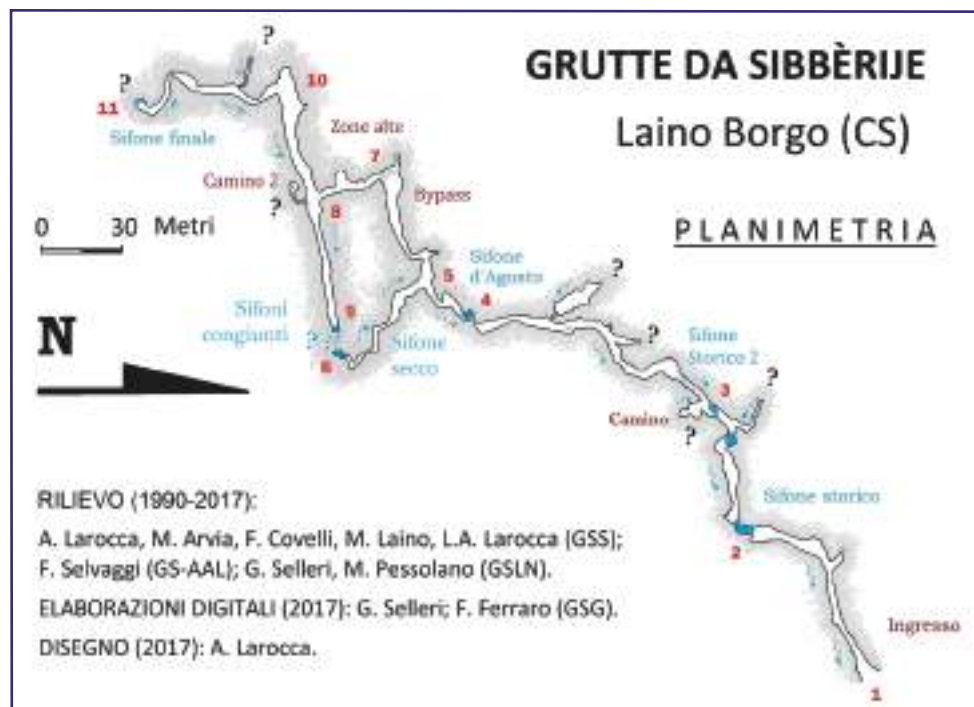 GRUTTE DA SIBBÈRIJE
Laino Borgo (CS)
PLANIMETRIA
?
?
10
11
Sifone finale
Zone alte
7
Camino 2
?
8
Bypass
0 30 Metri
N
5
Sifone
d'Agosto
4
?
Sifoni
congiunti
9
?
6
Sifone
secco
?
Sifone
Storico 2
3
?
Camino
?
Sifone storico
2
Ingresso
1
RILIEVO (1990-2017):
A. Larocca, M. Arvia, F. Covelli, M. Laino, L.A. Larocca (GSS);
F. Selvaggi (GS-AAL); G. Selleri, M. Pessolano (GSLN).
ELABORAZIONI DIGITALI (2017): G. Selleri; F. Ferraro (GSG).
DISEGNO (2017): A. Larocca.